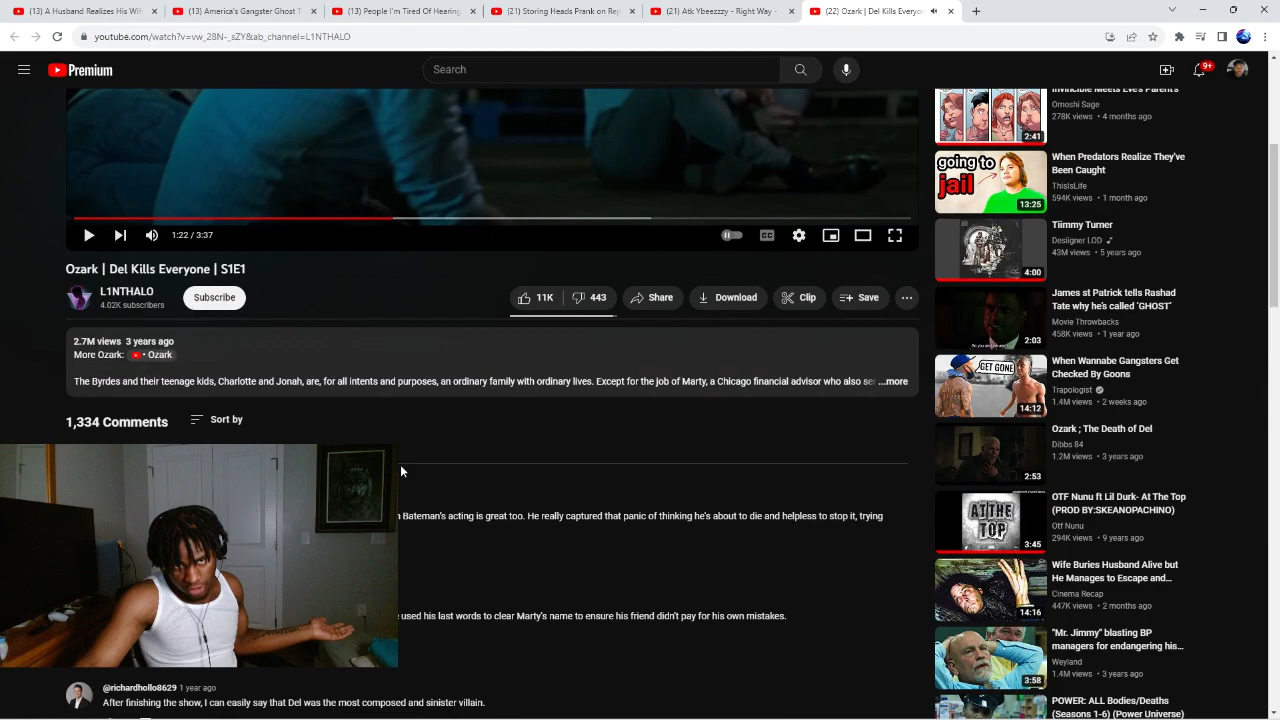 (13) A Husband Realizes His Wif
(13) America's Gangster Ghost T
(13) People I'm Tired Of Hearing
(21) Storing Heads Prank on Rep
(21) Atk Ybeezzzy - Right Way -
(22) Ozark | Del Kills Everyon
youtube.com/watch?v=vw_28N-_sZY&ab_channel=L1NTHALO
Premium
Search
9+
1:22 / 3:37
CC
Ozark | Del Kills Everyone | S1E1
L1NTHALO
4.02K subscribers
Subscribe
11K
443
Share
Download
Clip
Save
2.7M views 3 years ago
More Ozark: • Ozark
The Byrdes and their teenage kids, Charlotte and Jonah, are, for all intents and purposes, an ordinary family with ordinary lives. Except for the job of Marty, a Chicago financial advisor who also ser ...more
1,334 Comments
Sort by
Bateman's acting is great too. He really captured that panic of thinking he's about to die and helpless to stop it, trying
used his last words to clear Marty's name to ensure his friend didn't pay for his own mistakes.
@richardhollo8629 1 year ago
After finishing the show, I can easily say that Del was the most composed and sinister villain.
Invincible Meets Eve's Parents
Omoshi Sage
278K views • 4 months ago
2:41
going to
jail
13:25
When Predators Realize They've
Been Caught
ThisIsLife
594K views • 1 month ago
4:00
Tiimmy Turner
Desiigner LOD
43M views • 5 years ago
2:03
James st Patrick tells Rashad
Tate why he's called 'GHOST'
Movie Throwbacks
458K views • 1 year ago
GET GONE
14:12
When Wannabe Gangsters Get
Checked By Goons
Trapologist
1.4M views • 2 weeks ago
2:53
Ozark ; The Death of Del
Dibbs 84
1.2M views • 3 years ago
AT THE
TOP
3:45
OTF Nunu ft Lil Durk- At The Top
(PROD BY:SKEANOPACHINO)
Otf Nunu
294K views • 9 years ago
14:16
Wife Buries Husband Alive but
He Manages to Escape and...
Cinema Recap
447K views • 2 months ago
3:58
"Mr. Jimmy" blasting BP
managers for endangering his...
Weyland
1.4M views • 3 years ago
POWER: ALL Bodies/Deaths
(Seasons 1-6) (Power Universe)